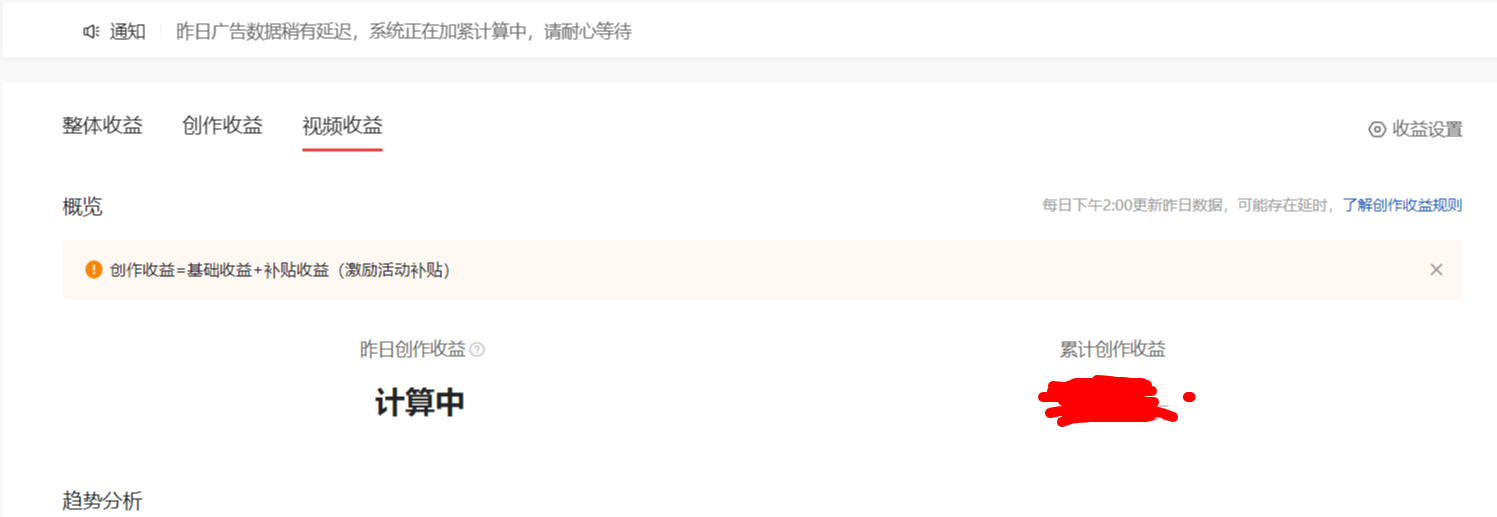 通知 昨日广告数据稍有延迟，系统正在加紧计算中，请耐心等待
整体收益 创作收益 视频收益 收益设置
概览 每日下午2:00更新昨日数据，可能存在延时，了解创作收益规则
创作收益=基础收益+补贴收益（激励活动补贴）
昨日创作收益 累计创作收益
计算中
趋势分析